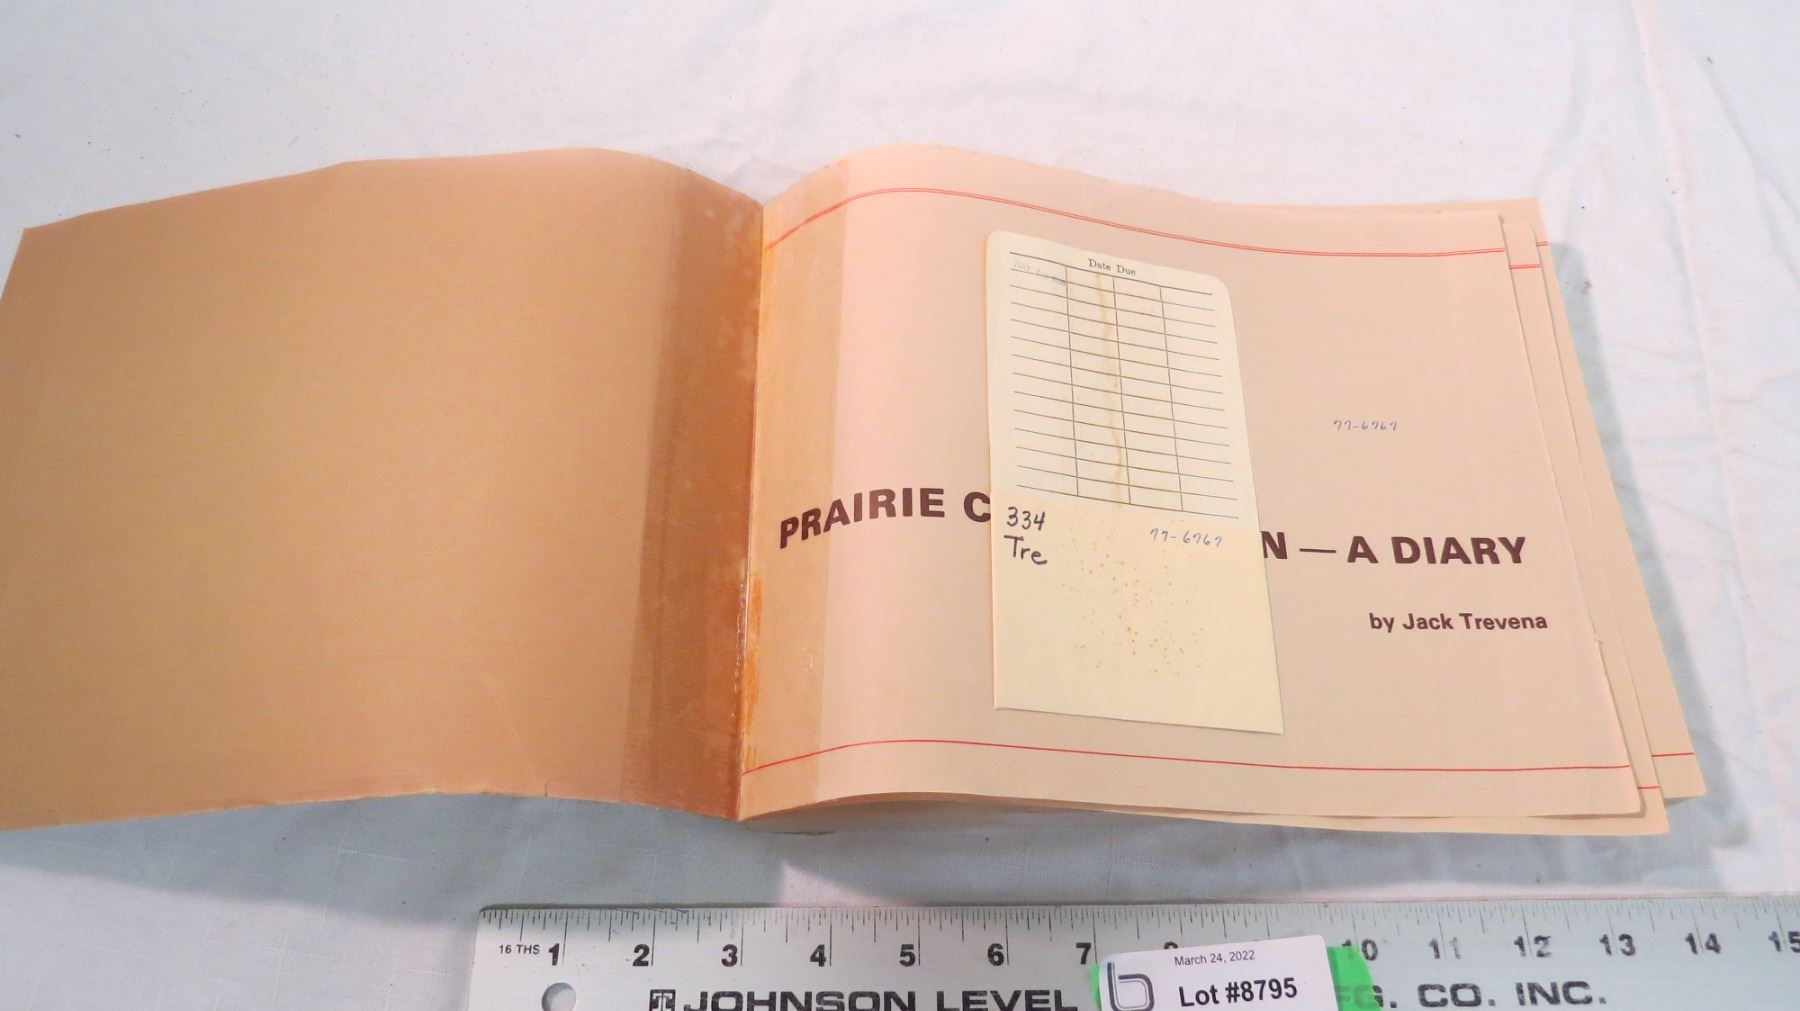 Date Due
77-6767
PRAIRIE C N — A DIARY
334
Tre
77-6767
by Jack Trevena
16 THS 1 2 3 4 5 6 7 10 11 12 13 14 15
March 24, 2022
Lot #8795
JOHNSON LEVEL G. CO. INC.